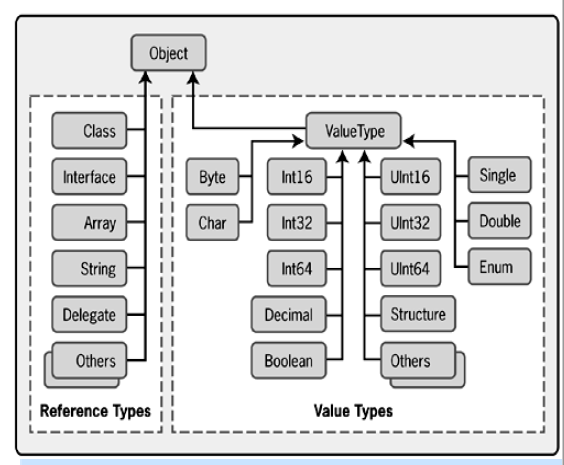 Object
Class
Interface
Array
String
Delegate
Others
Reference Types
ValueType
Byte
Char
Int16
Int32
Int64
Decimal
Boolean
UInt16
UInt32
UInt64
Structure
Others
Single
Double
Enum
Value Types